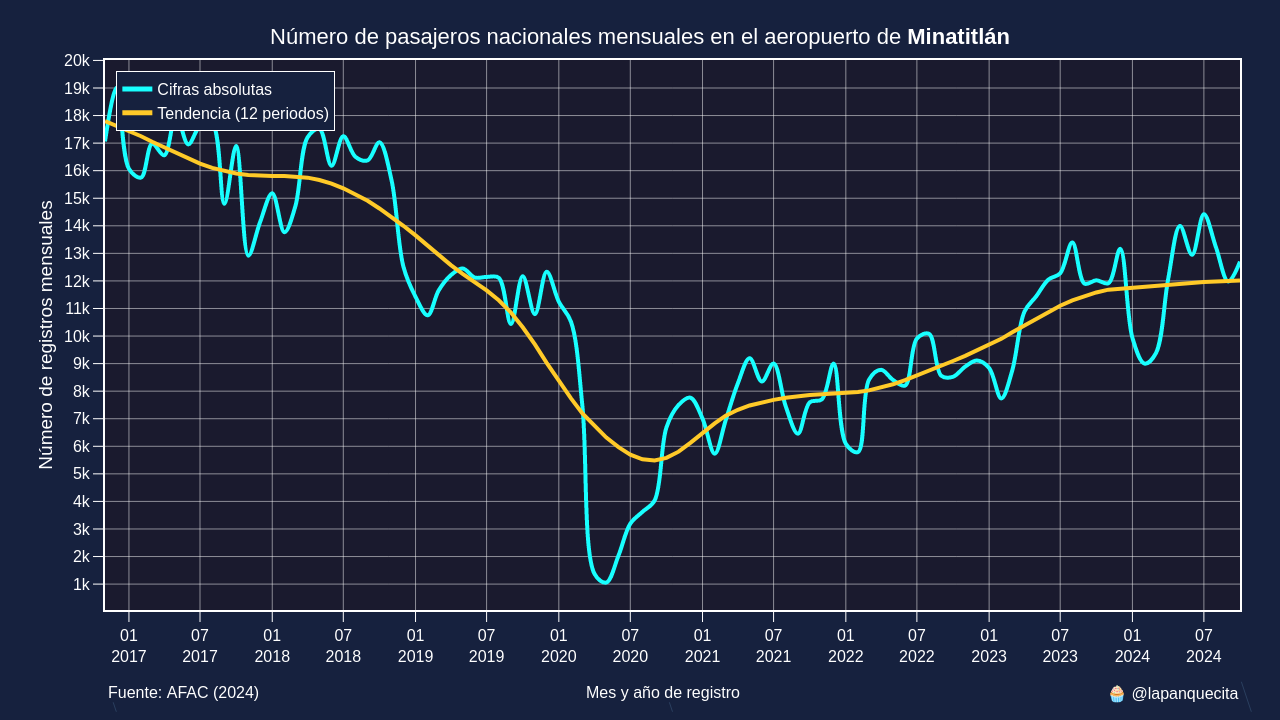 Número de pasajeros nacionales mensuales en el aeropuerto de Minatitlán
20k
19k
18k
17k
16k
15k
14k
13k
12k
11k
10k
9k
8k
7k
6k
5k
4k
3k
2k
1k
Número de registros mensuales
Cifras absolutas
Tendencia (12 periodos)
01 07 01 07 01 07 01 07 01 07 01 07 01 07 01 07
2017 2017 2018 2018 2019 2019 2020 2020 2021 2021 2022 2022 2023 2023 2024 2024
Fuente: AFAC (2024)
Mes y año de registro
🧁 @lapanquecita